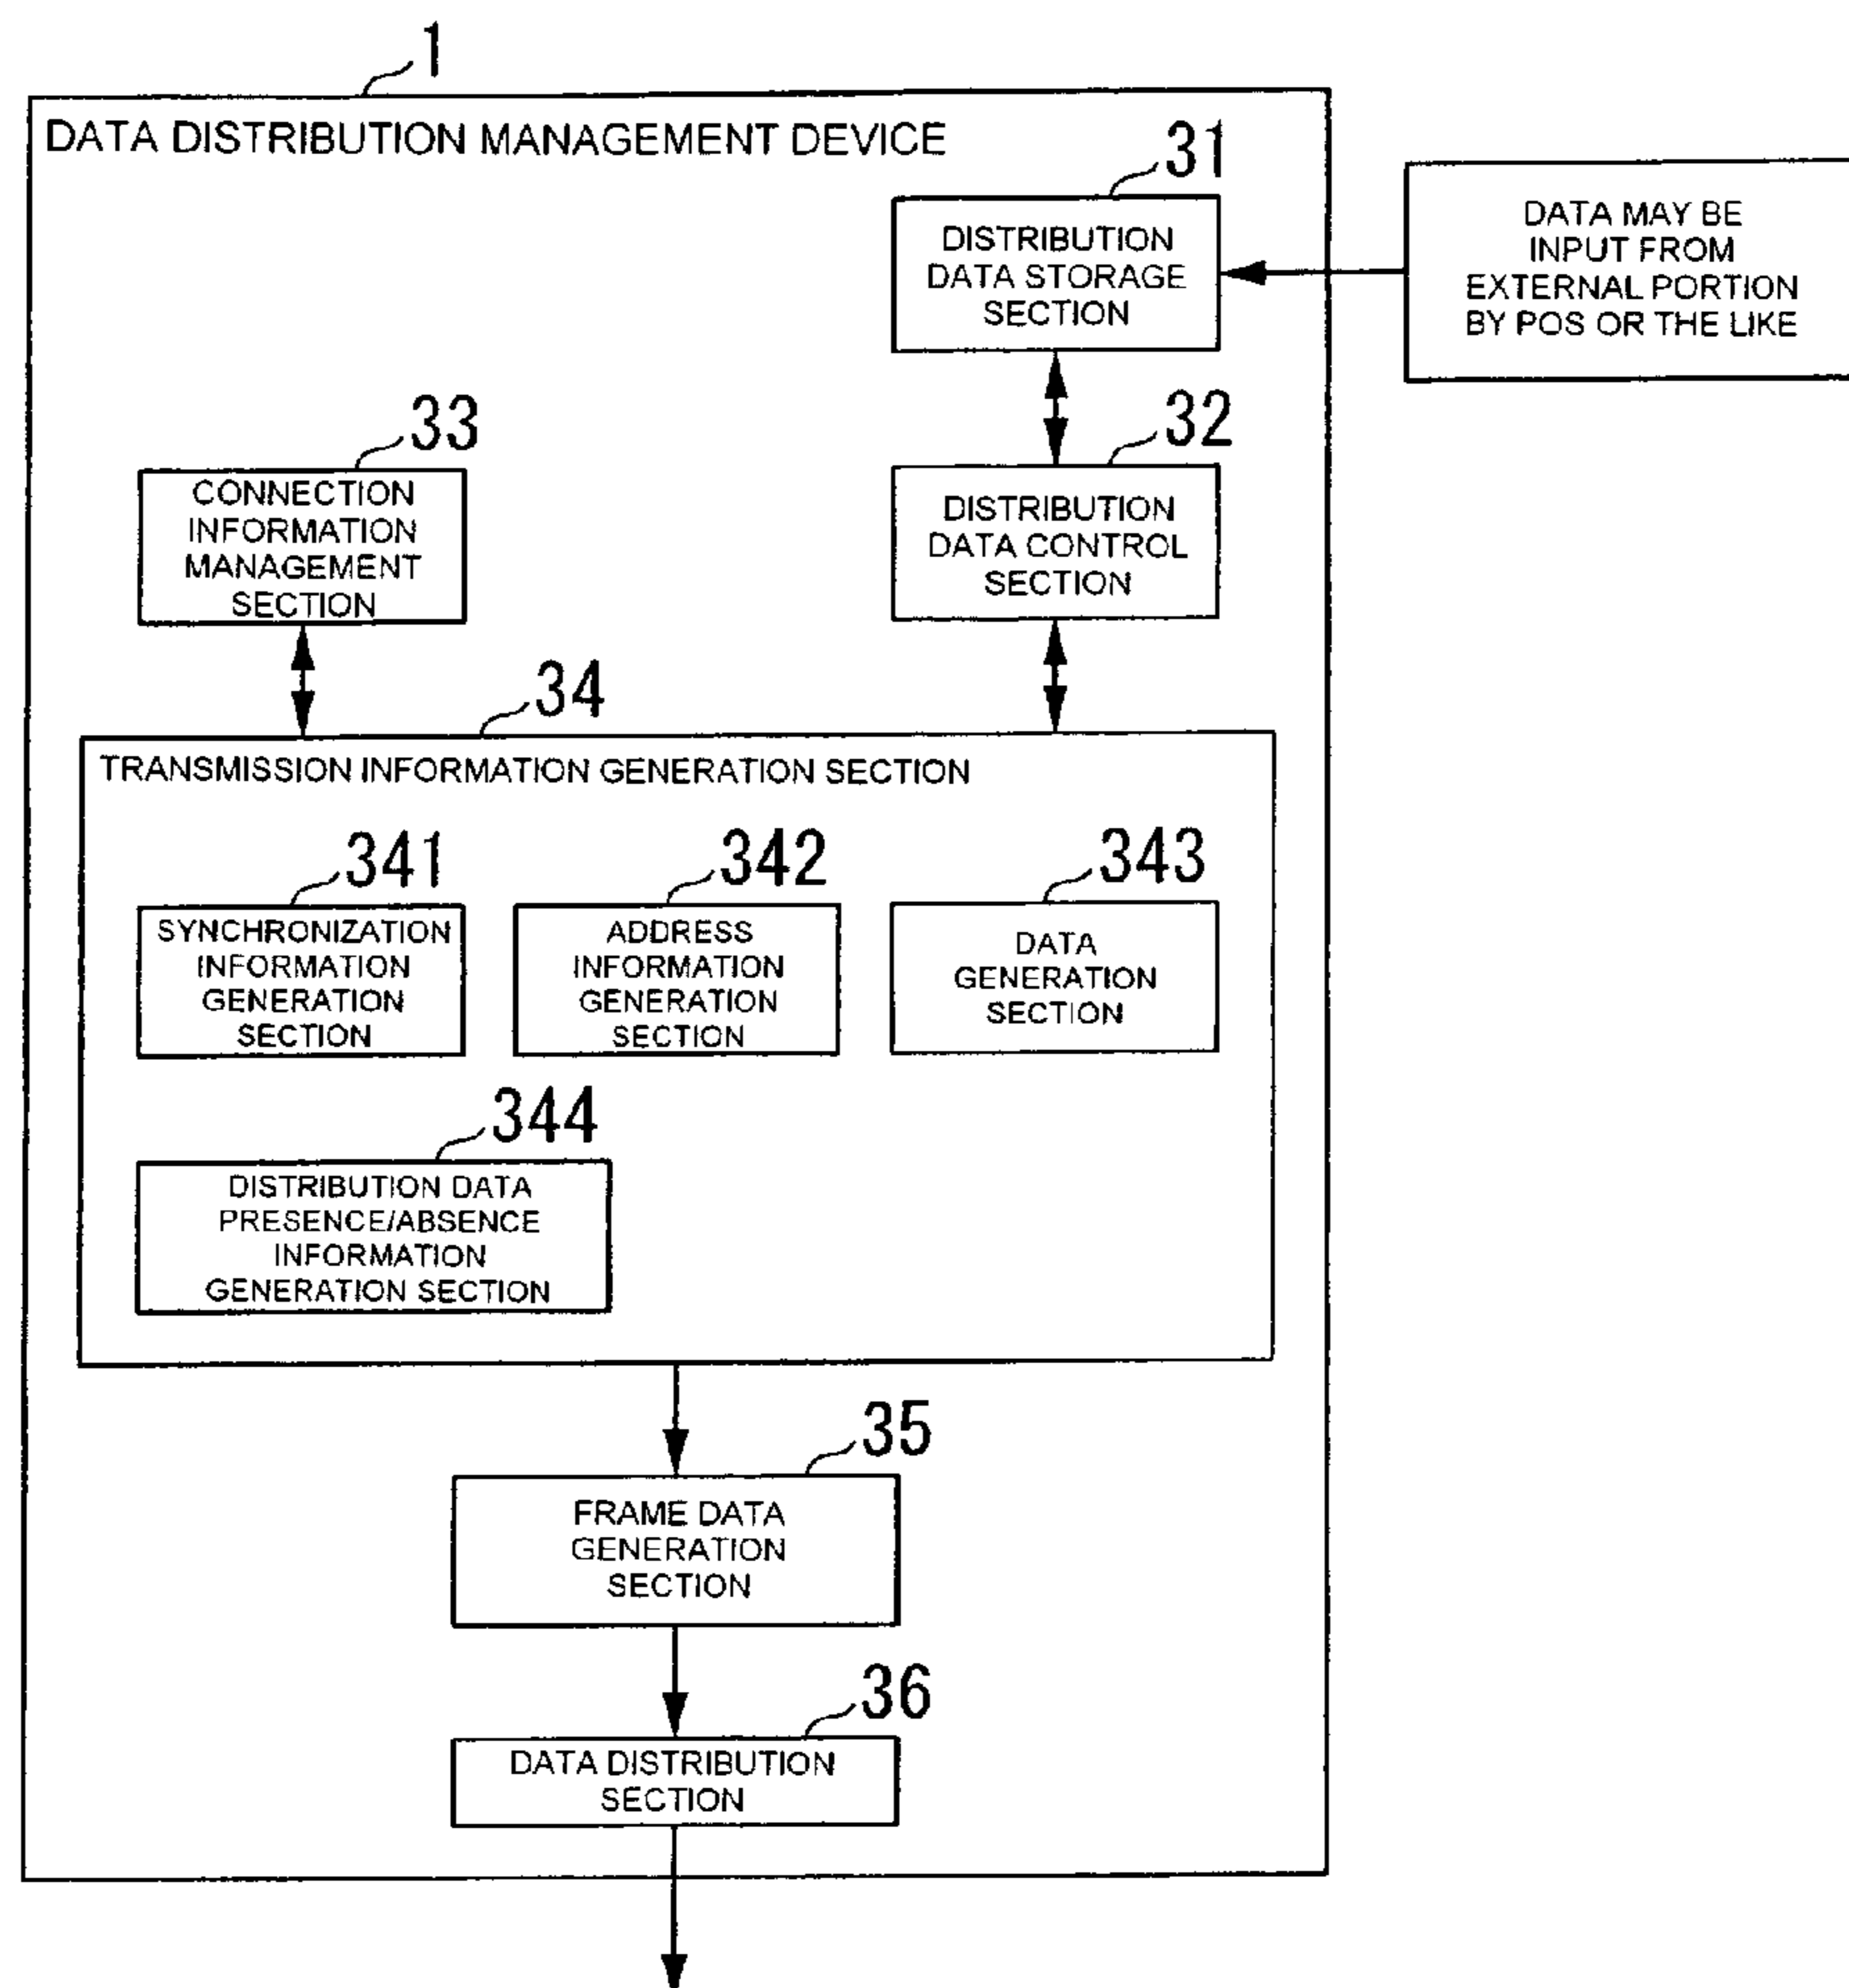 1
DATA DISTRIBUTION MANAGEMENT DEVICE
31
DISTRIBUTION
DATA STORAGE
SECTION
DATA MAY BE
INPUT FROM
EXTERNAL PORTION
BY POS OR THE LIKE
33
CONNECTION
INFORMATION
MANAGEMENT
SECTION
32
DISTRIBUTION
DATA CONTROL
SECTION
34
TRANSMISSION INFORMATION GENERATION SECTION
341
SYNCHRONIZATION
INFORMATION
GENERATION
SECTION
342
ADDRESS
INFORMATION
GENERATION
SECTION
343
DATA
GENERATION
SECTION
344
DISTRIBUTION DATA
PRESENCE/ABSENCE
INFORMATION
GENERATION SECTION
35
FRAME DATA
GENERATION
SECTION
36
DATA DISTRIBUTION
SECTION